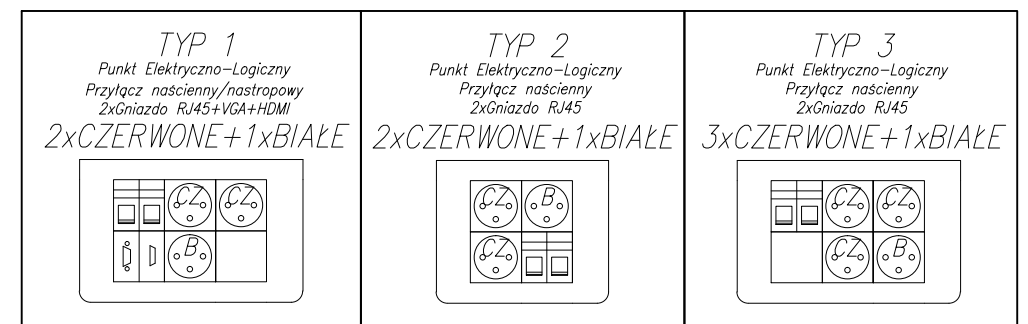 TYP 1
Punkt Elektryczno-Logiczny
Przyłącz naścienny/nastropowy
2xGniazdo RJ45+VGA+HDMI
2xCZERWONE+1xBIAŁE
CZ CZ
B
TYP 2
Punkt Elektryczno-Logiczny
Przyłącz naścienny
2xGniazdo RJ45
2xCZERWONE+1xBIAŁE
CZ B
CZ
TYP 3
Punkt Elektryczno-Logiczny
Przyłącz naścienny
2xGniazdo RJ45
3xCZERWONE+1xBIAŁE
CZ CZ
CZ B